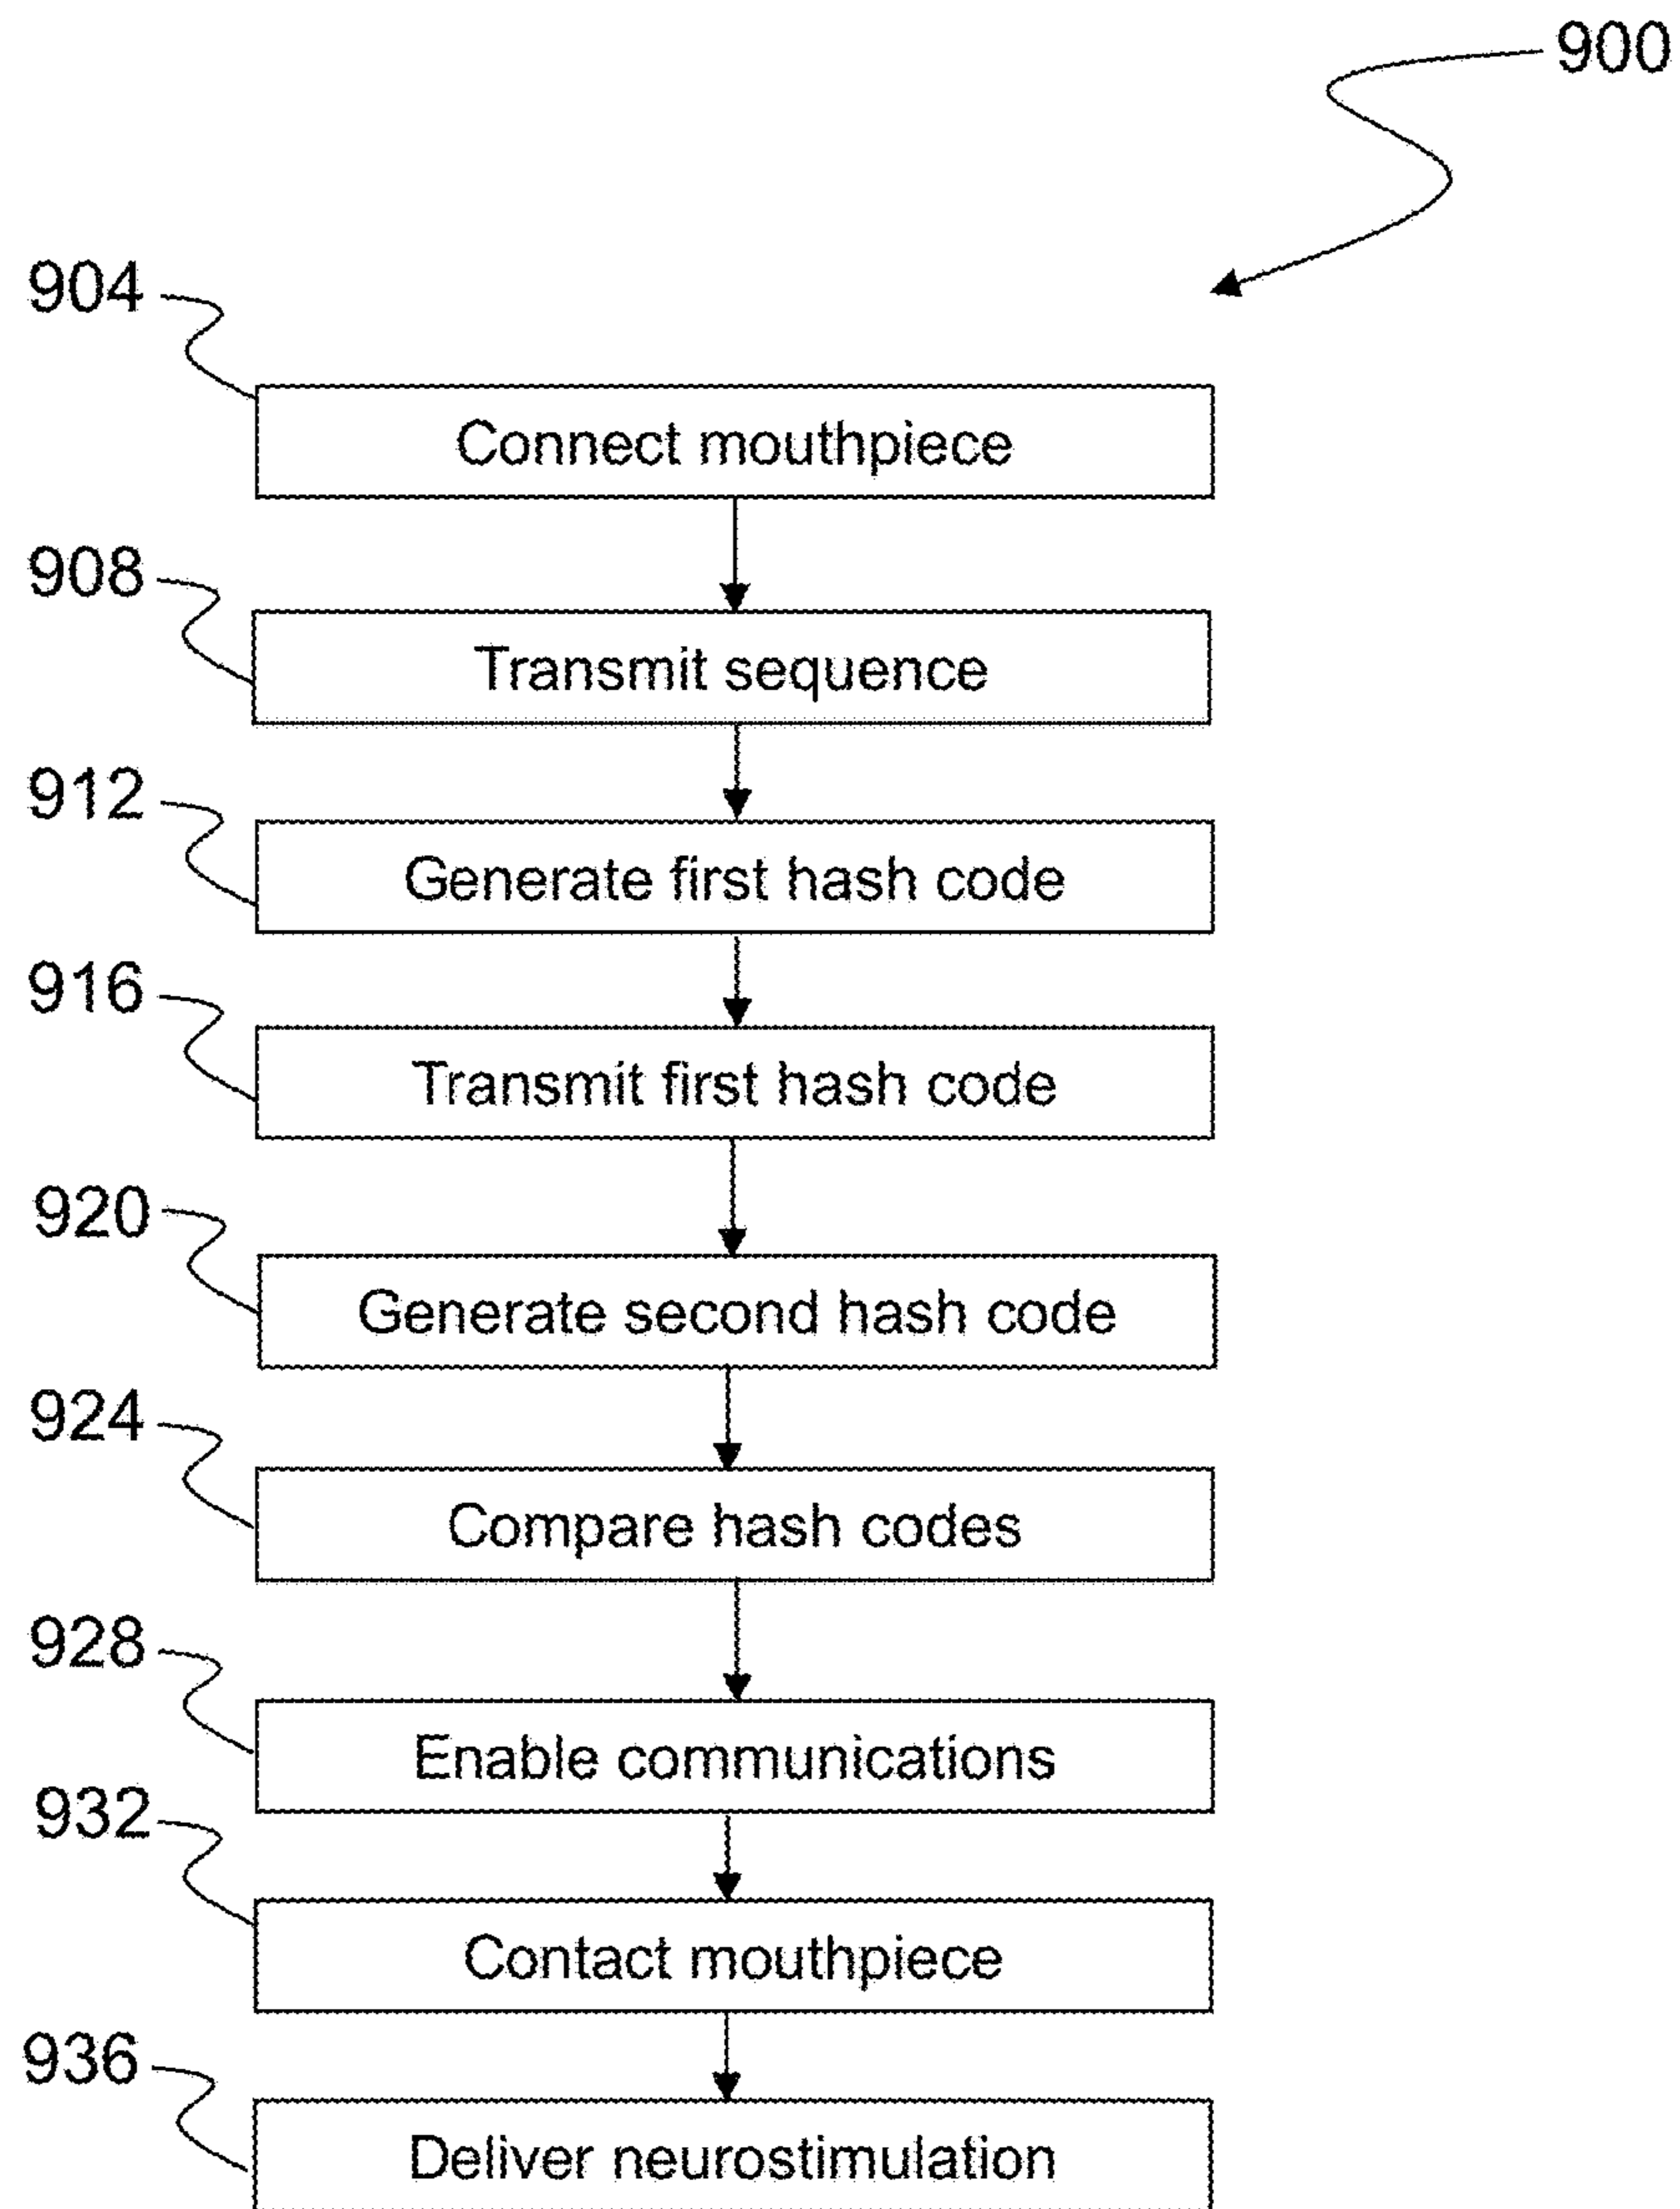 900
904
Connect mouthpiece
908
Transmit sequence
912
Generate first hash code
916
Transmit first hash code
920
Generate second hash code
924
Compare hash codes
928
Enable communications
932
Contact mouthpiece
936
Deliver neurostimulation